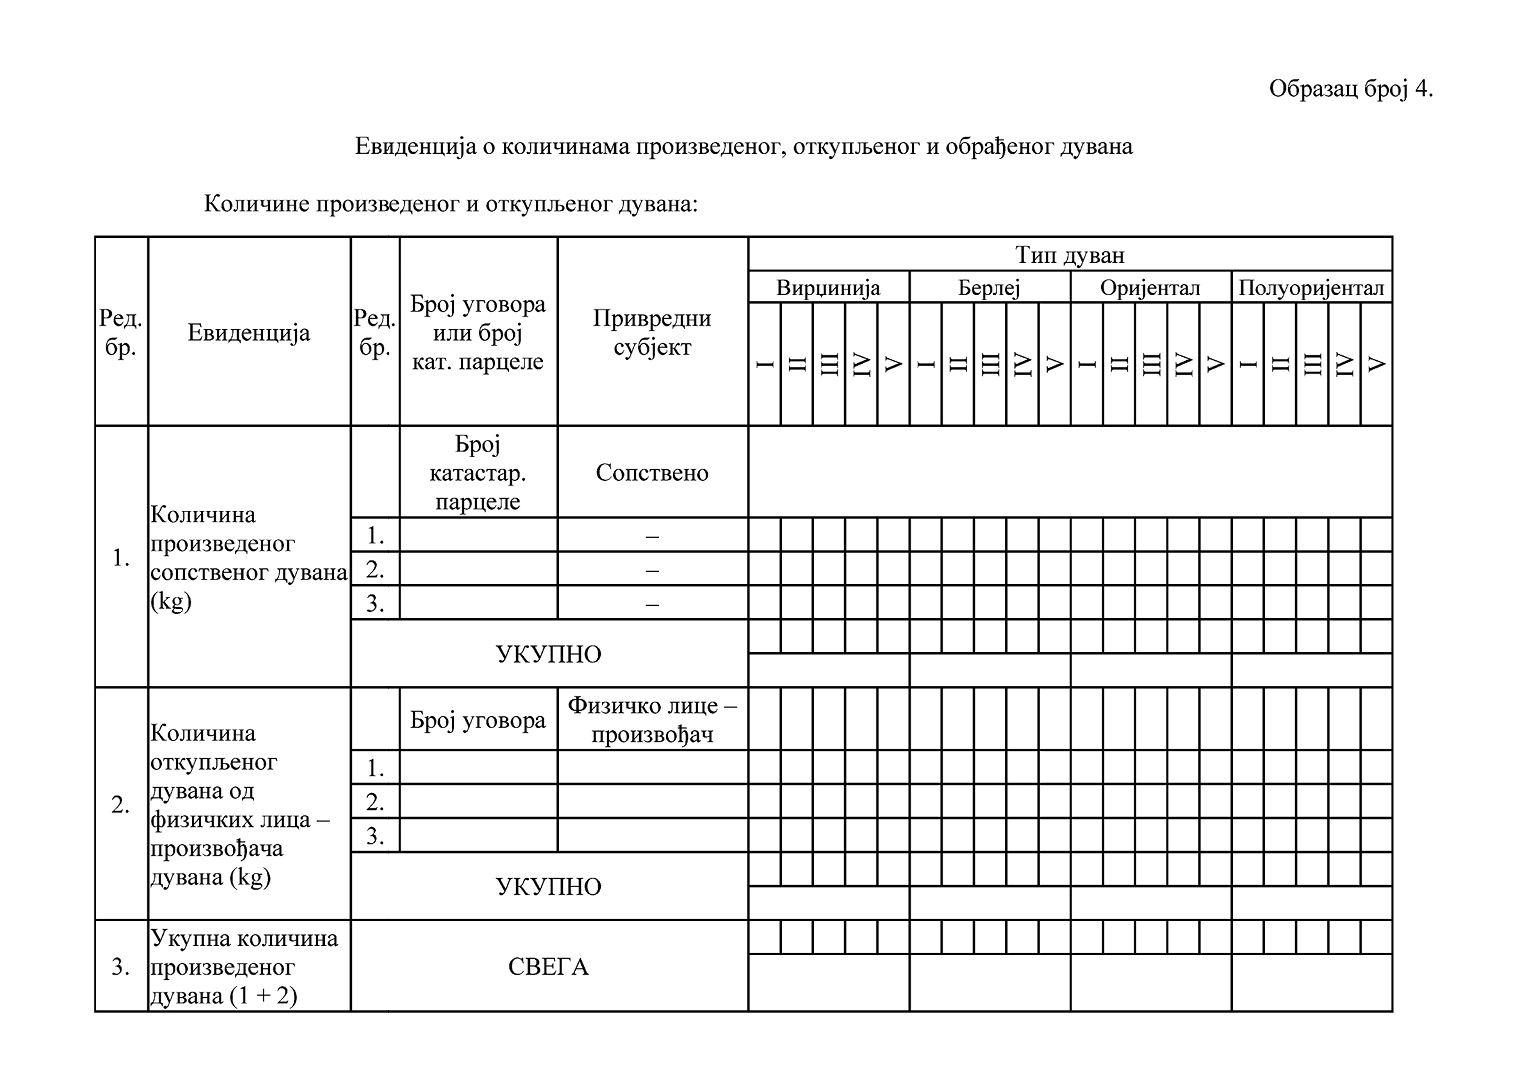 Образац број 4.
Евиденција о количинама произведеног, откупљеног и обрађеног дувана
Количине произведеног и откупљеног дувана:
Ред.
бр.
Евиденција
Ред.
бр.
Број уговора
или број
кат. парцеле
Привредни
субјект
Тип дуван
Вирџинија
Берлеј
Оријентал
Полуоријентал
I II III IV V I II III IV V I II III IV V I II III IV V
1.
Количина
произведеног
сопственог дувана
(kg)
Број
катастар.
парцеле
Сопствено
1. –
2. –
3. –
УКУПНО
2.
Количина
откупљеног
дувана од
физичких лица –
произвођача
дувана (kg)
Број уговора
Физичко лице –
произвођач
1.
2.
3.
УКУПНО
3.
Укупна количина
произведеног
дувана (1 + 2)
СВЕГА